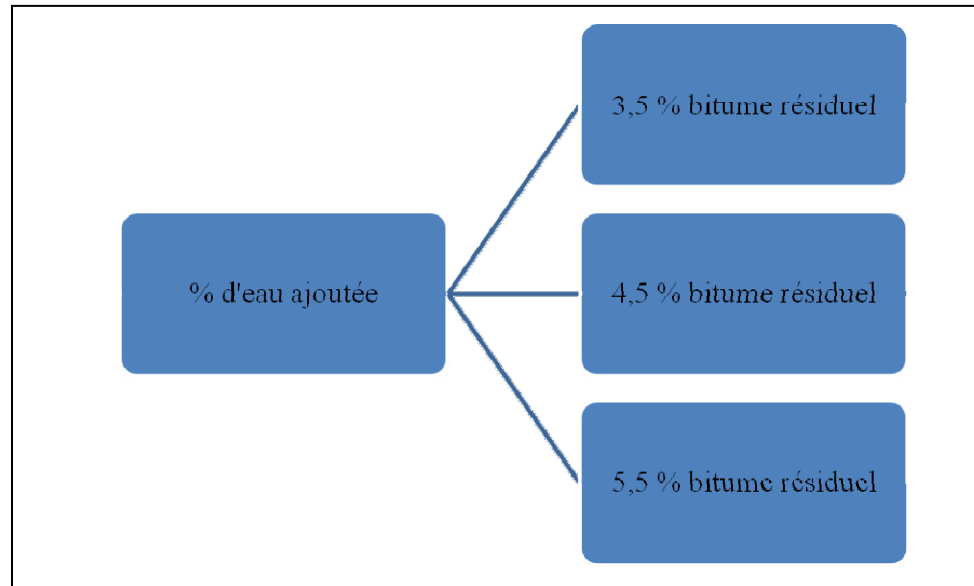 3,5 % bitume résiduel
% d'eau ajoutée
4,5 % bitume résiduel
5,5 % bitume résiduel